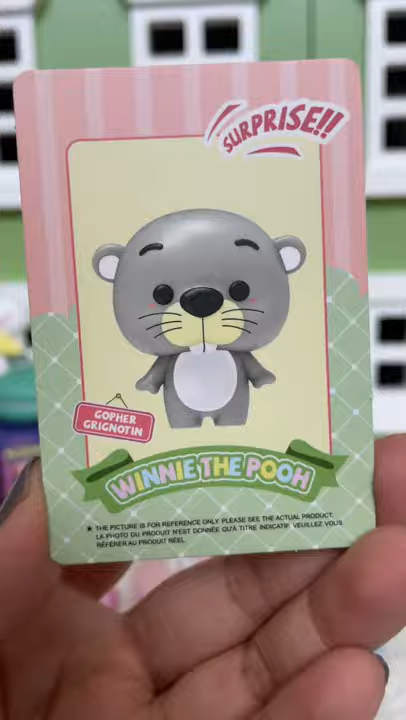 SURPRISE!!
GOPHER
GRIGNOTIN
WINNIE THE POOH
★ THE PICTURE IS FOR REFERENCE ONLY. PLEASE SEE THE ACTUAL PRODUCT.
LA PHOTO DU PRODUIT N'EST DONNÉE QU'À TITRE INDICATIF. VEUILLEZ VOUS
RÉFÉRER AU PRODUIT RÉEL.